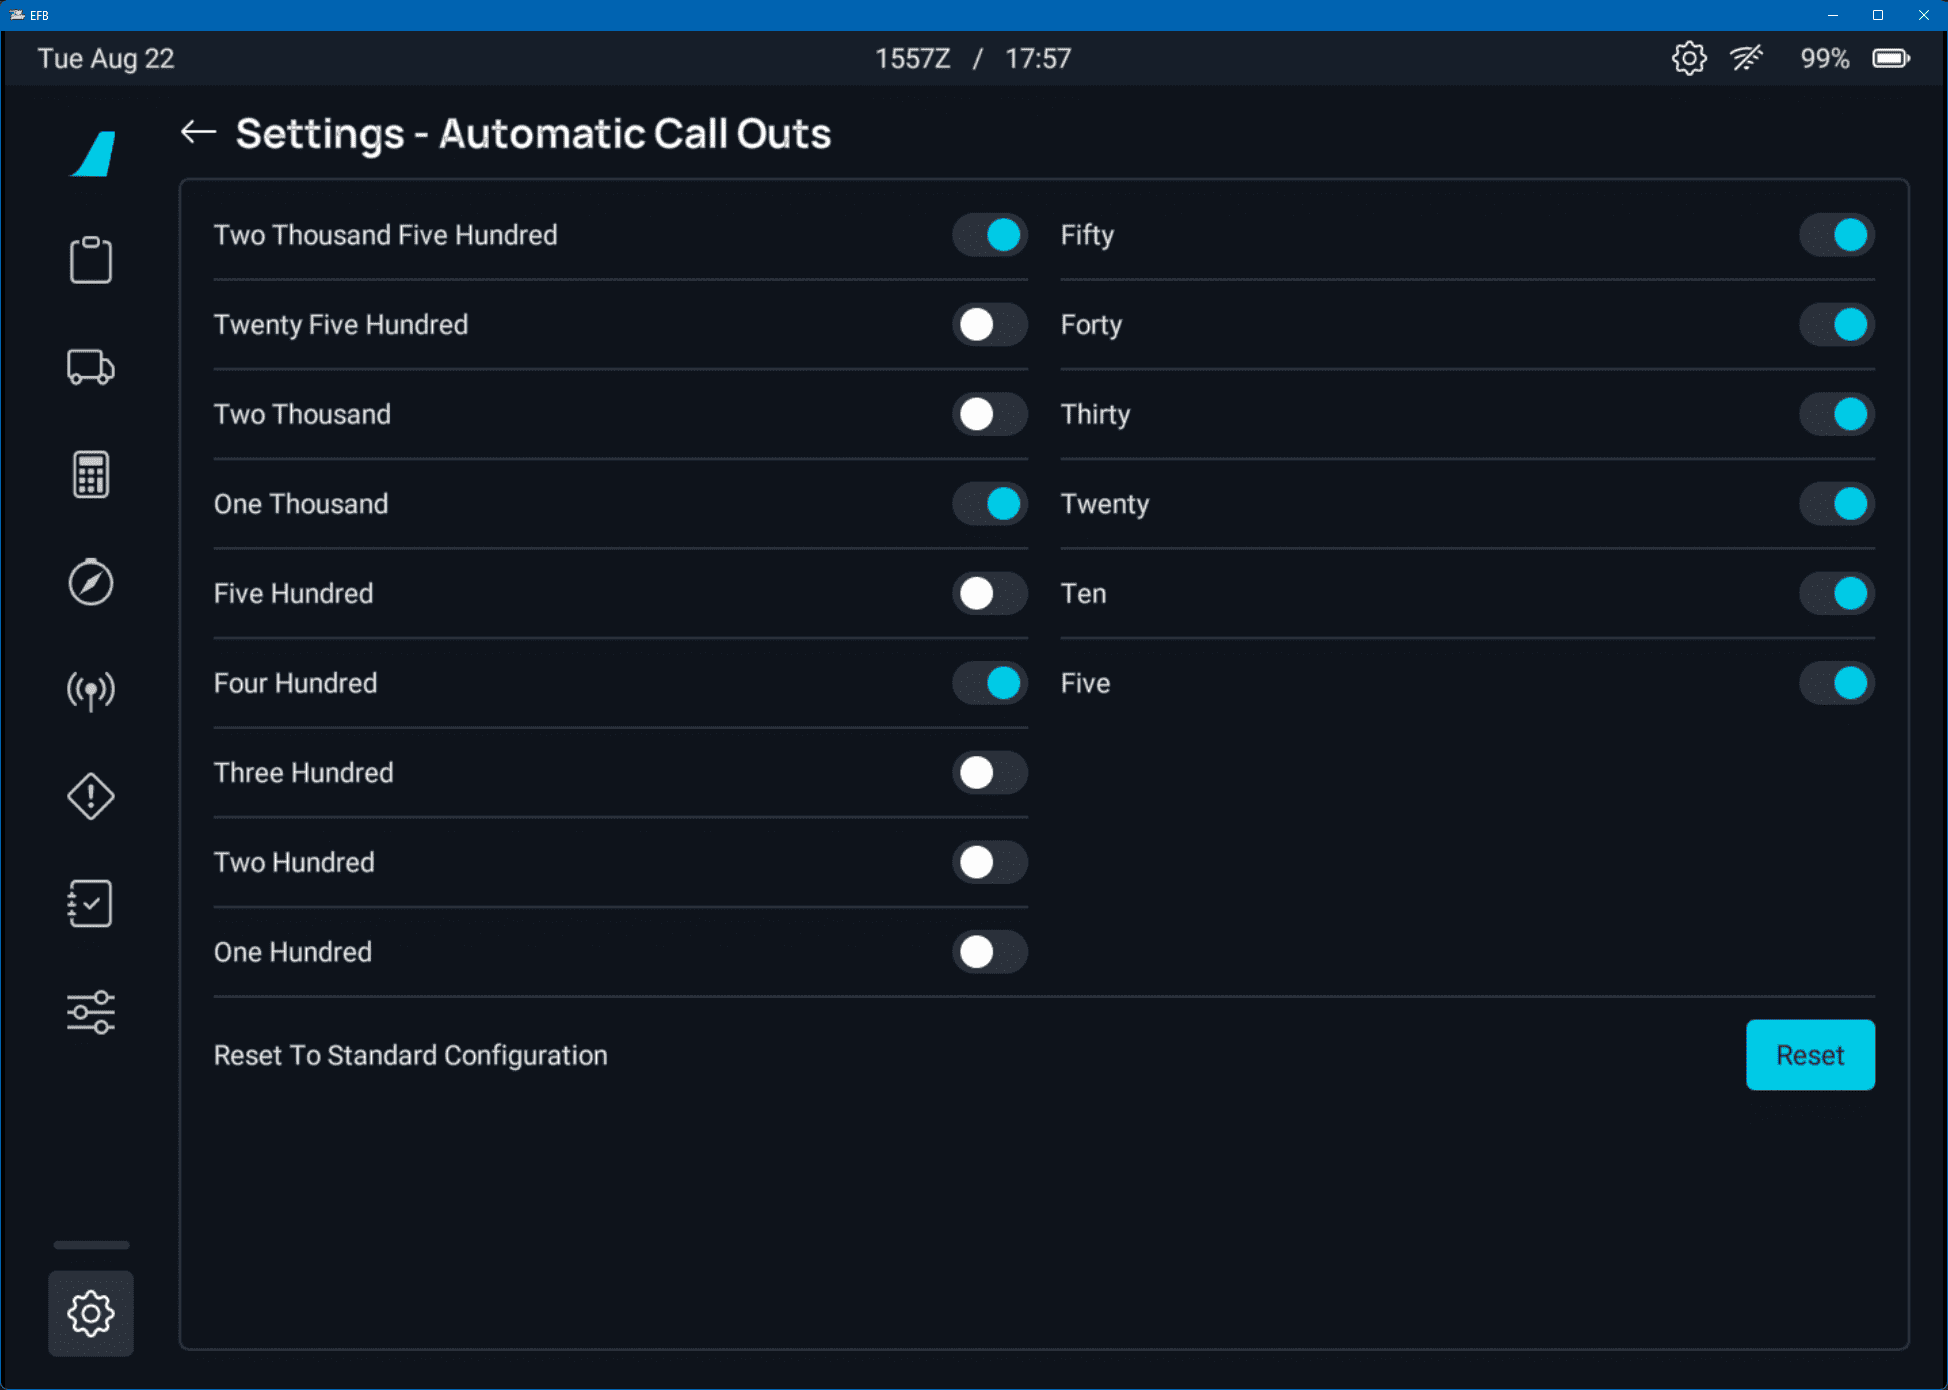 EFB
Tue Aug 22
1557Z / 17:57
99%
Settings - Automatic Call Outs
Two Thousand Five Hundred
Twenty Five Hundred
Two Thousand
One Thousand
Five Hundred
Four Hundred
Three Hundred
Two Hundred
One Hundred
Fifty
Forty
Thirty
Twenty
Ten
Five
Reset To Standard Configuration
Reset